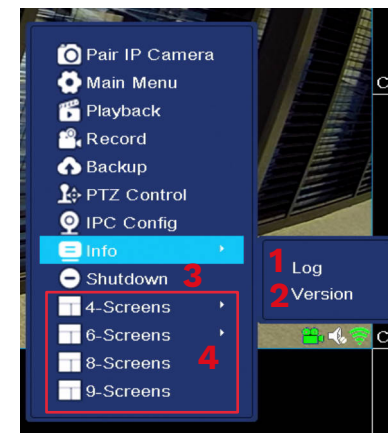 Pair IP Camera
Main Menu
Playback
Record
Backup
PTZ Control
IPC Config
Info
1 Log
2 Version
Shutdown 3
4-Screens
6-Screens
4
8-Screens
9-Screens
C
C